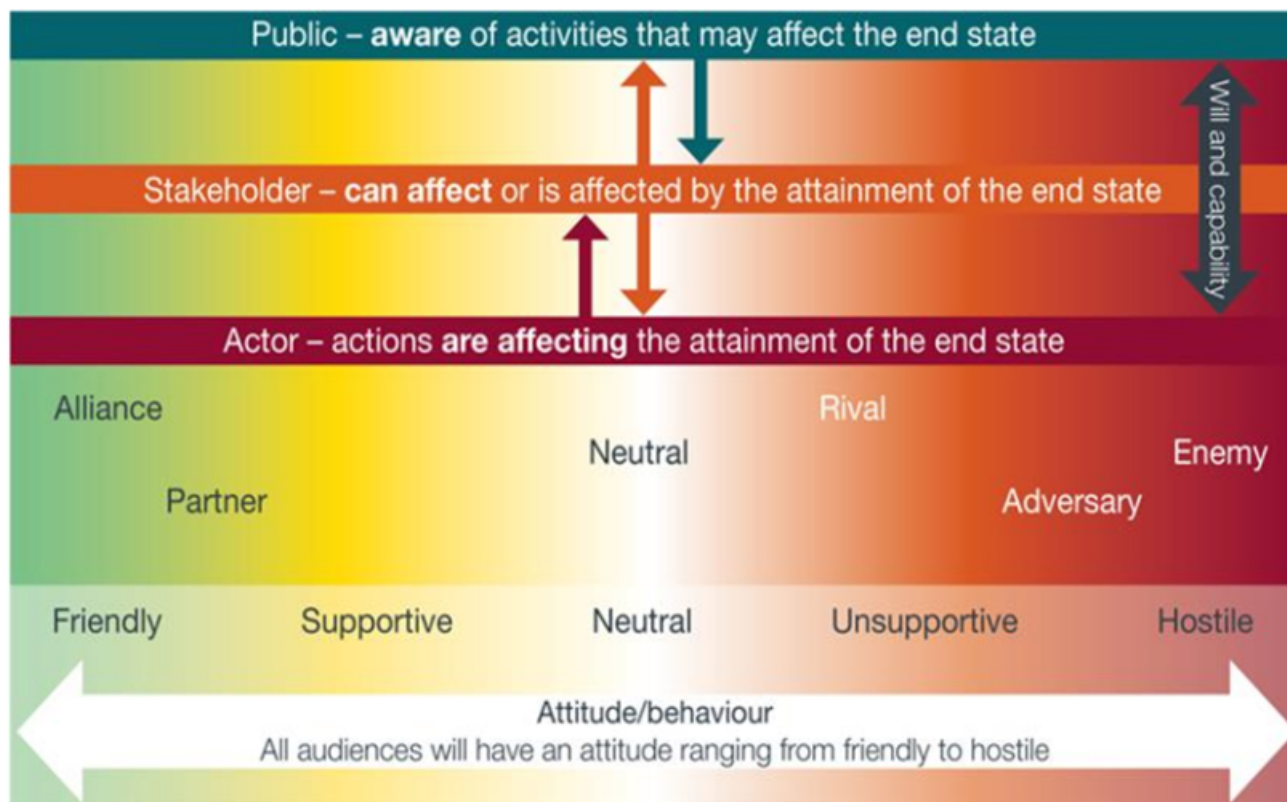 Public – aware of activities that may affect the end state
Will and capability
Stakeholder – can affect or is affected by the attainment of the end state
Actor – actions are affecting the attainment of the end state
Alliance
Rival
Neutral
Enemy
Partner
Adversary
Friendly
Supportive
Neutral
Unsupportive
Hostile
Attitude/behaviour
All audiences will have an attitude ranging from friendly to hostile